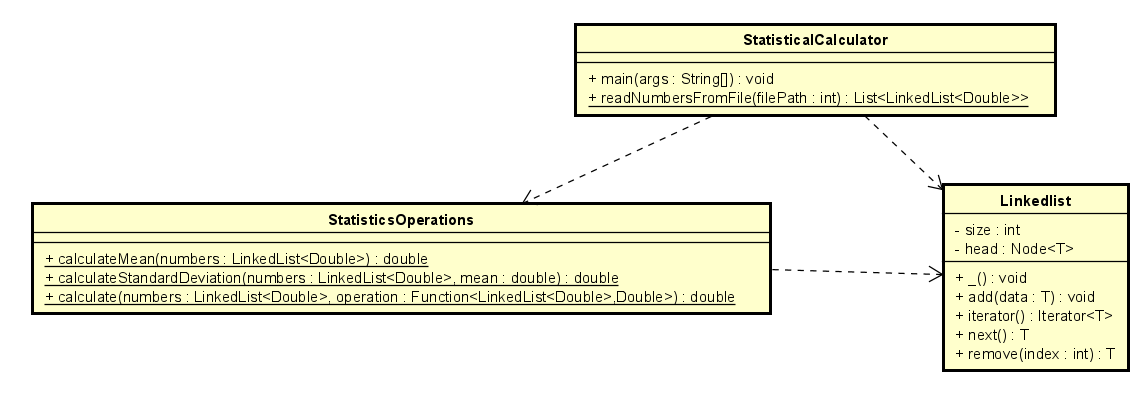 StatisticalCalculator
+ main(args : String[]) : void
+ readNumbersFromFile(filePath : int) : List<LinkedList<Double>>
StatisticsOperations
+ calculateMean(numbers : LinkedList<Double>) : double
+ calculateStandardDeviation(numbers : LinkedList<Double>, mean : double) : double
+ calculate(numbers : LinkedList<Double>, operation : Function<LinkedList<Double>,Double>) : double
Linkedlist
- size : int
- head : Node<T>
+ _() : void
+ add(data : T) : void
+ iterator() : Iterator<T>
+ next() : T
+ remove(index : int) : T